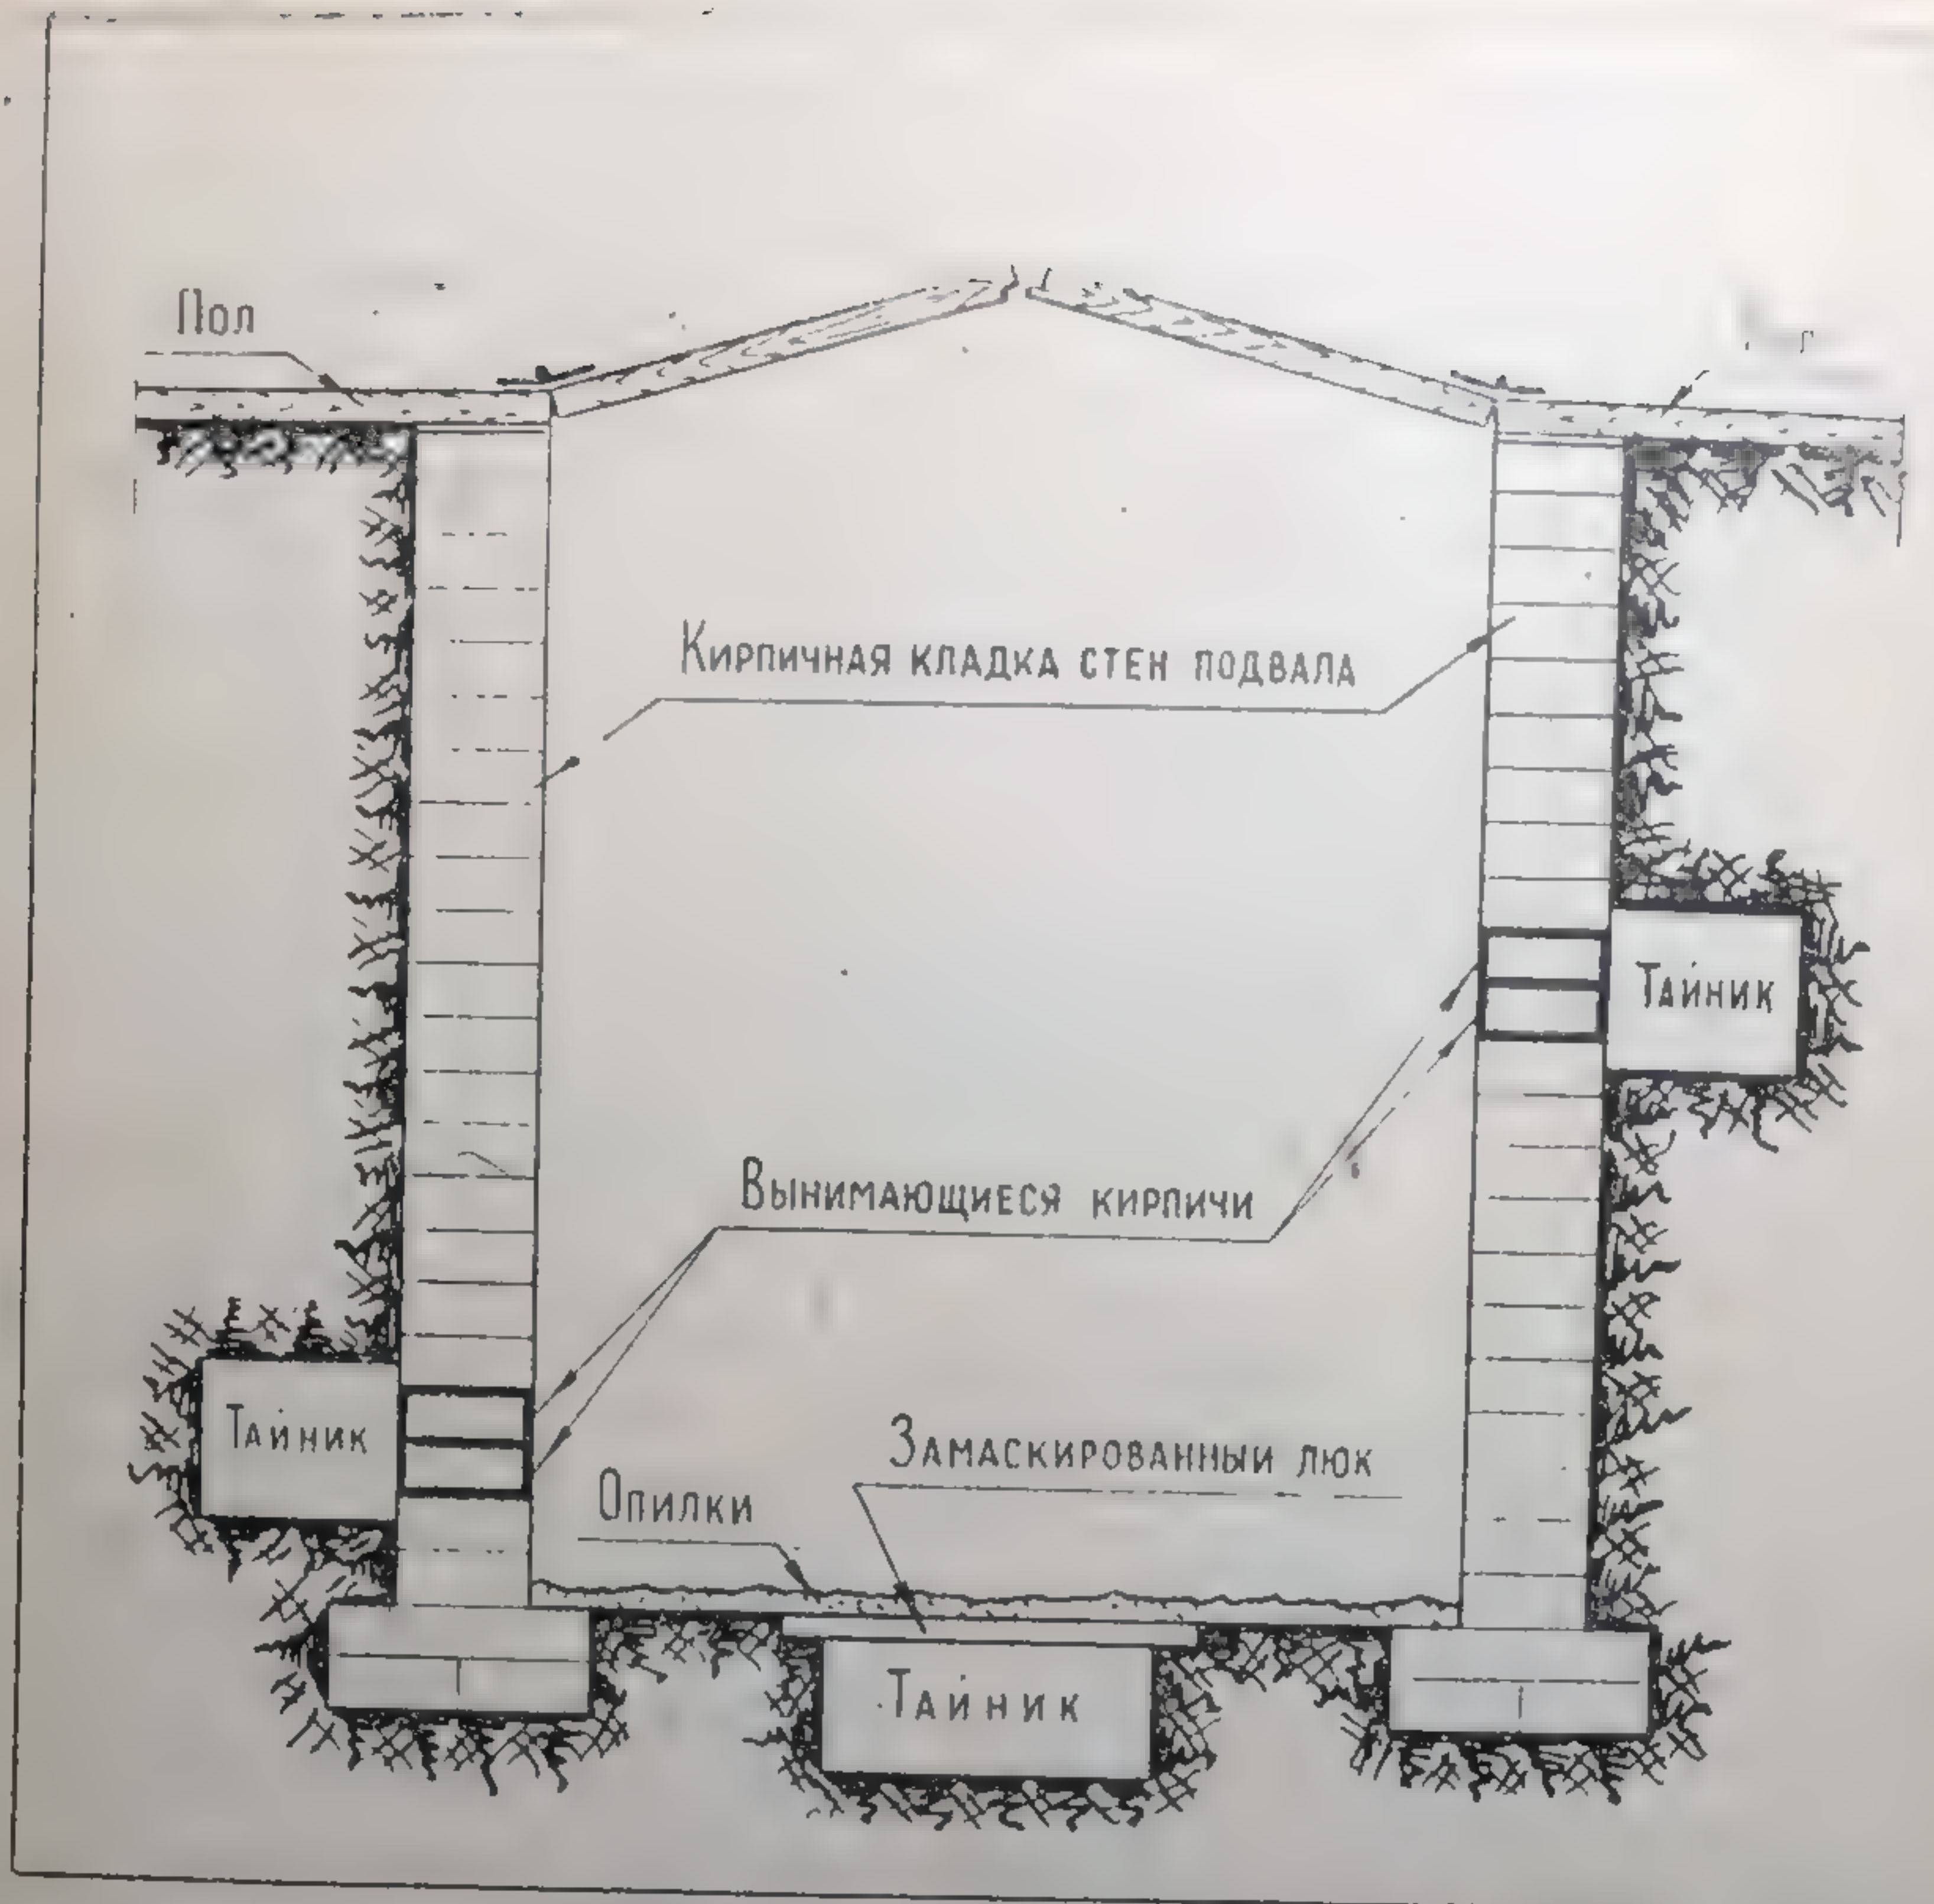 Пол
Кирпичная кладка стен подвала
Тайник
Вынимающиеся кирпичи
Тайник
Замаскированный люк
Опилки
Тайник